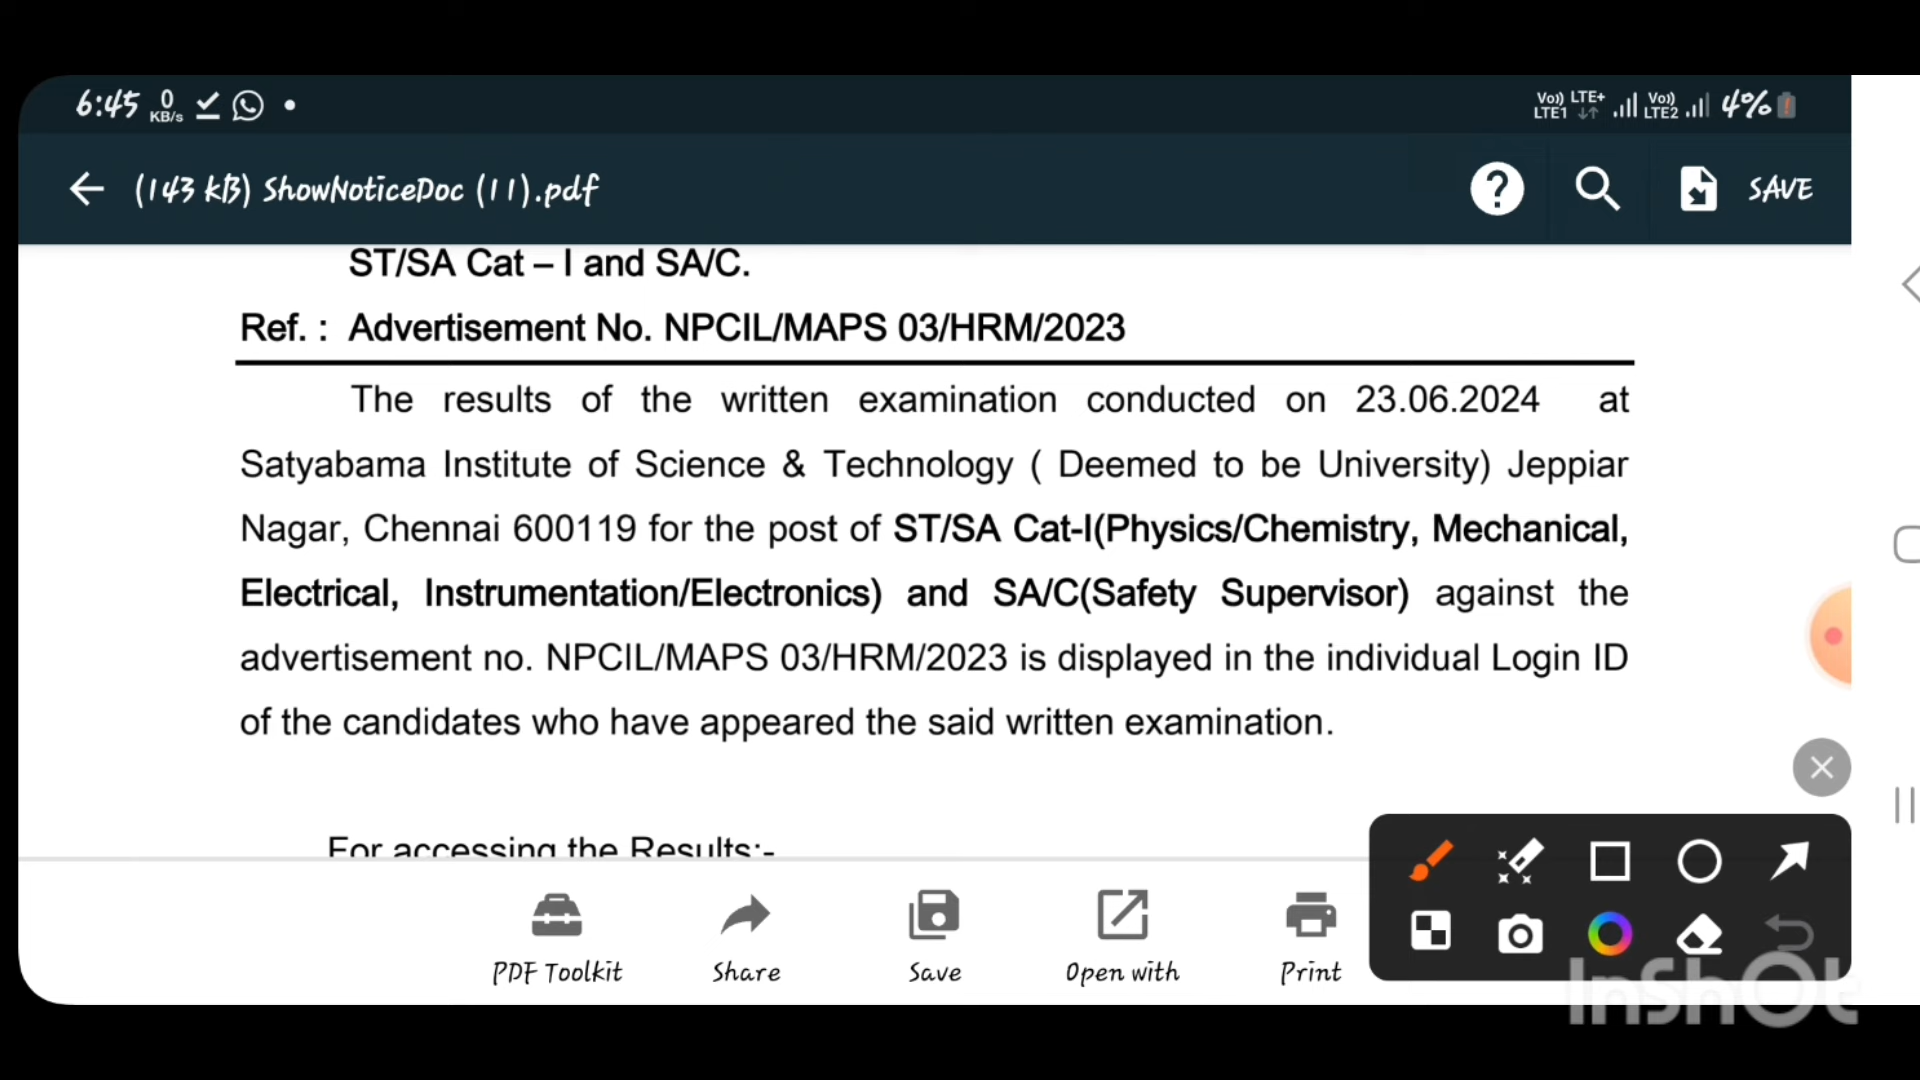 6:45 0 KB/s Vo)) LTE1 LTE+ Vo)) LTE2 4%
(143 kB) ShowNoticeDoc (11).pdf SAVE
ST/SA Cat – I and SA/C.
Ref. : Advertisement No. NPCIL/MAPS 03/HRM/2023
The results of the written examination conducted on 23.06.2024 at
Satyabama Institute of Science & Technology ( Deemed to be University) Jeppiar
Nagar, Chennai 600119 for the post of ST/SA Cat-I(Physics/Chemistry, Mechanical,
Electrical, Instrumentation/Electronics) and SA/C(Safety Supervisor) against the
advertisement no. NPCIL/MAPS 03/HRM/2023 is displayed in the individual Login ID
of the candidates who have appeared the said written examination.
For accessing the Results:-
PDF Toolkit Share Save Open with Print
InShOt